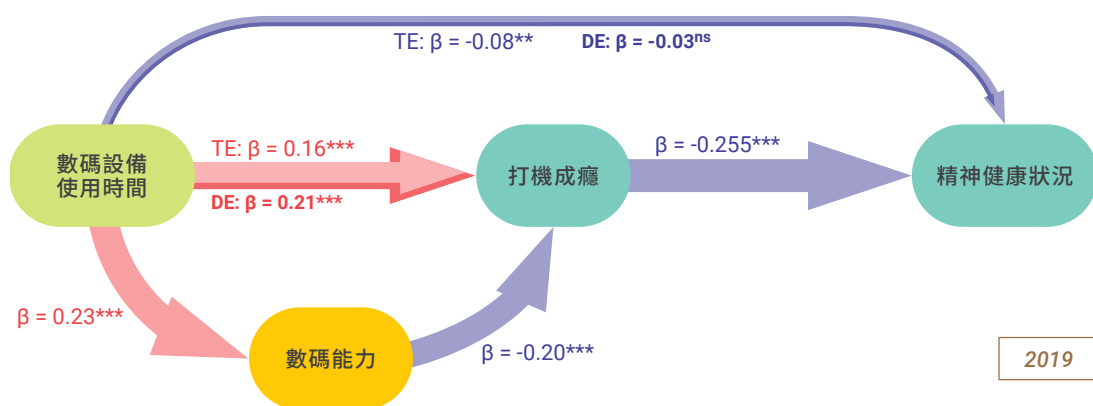 TE: β = -0.08** DE: β = -0.03ns
數碼設備
使用時間
TE: β = 0.16***
DE: β = 0.21***
打機成癮
β = -0.255***
精神健康狀況
β = 0.23***
數碼能力
β = -0.20***
2019